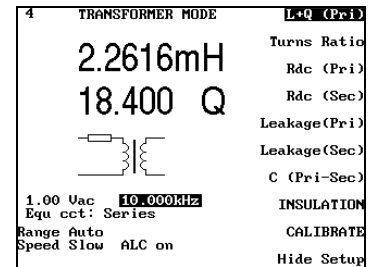 4 TRANSFORMER MODE L+Q (Pri)
Turns Ratio
2.2616mH
Rdc (Pri)
18.400 Q
Rdc (Sec)
Leakage(Pri)
Leakage(Sec)
C (Pri-Sec)
1.00 Vac 10.000kHz INSULATION
Equ cct: Series
Range Auto CALIBRATE
Speed Slow ALC on
Hide Setup